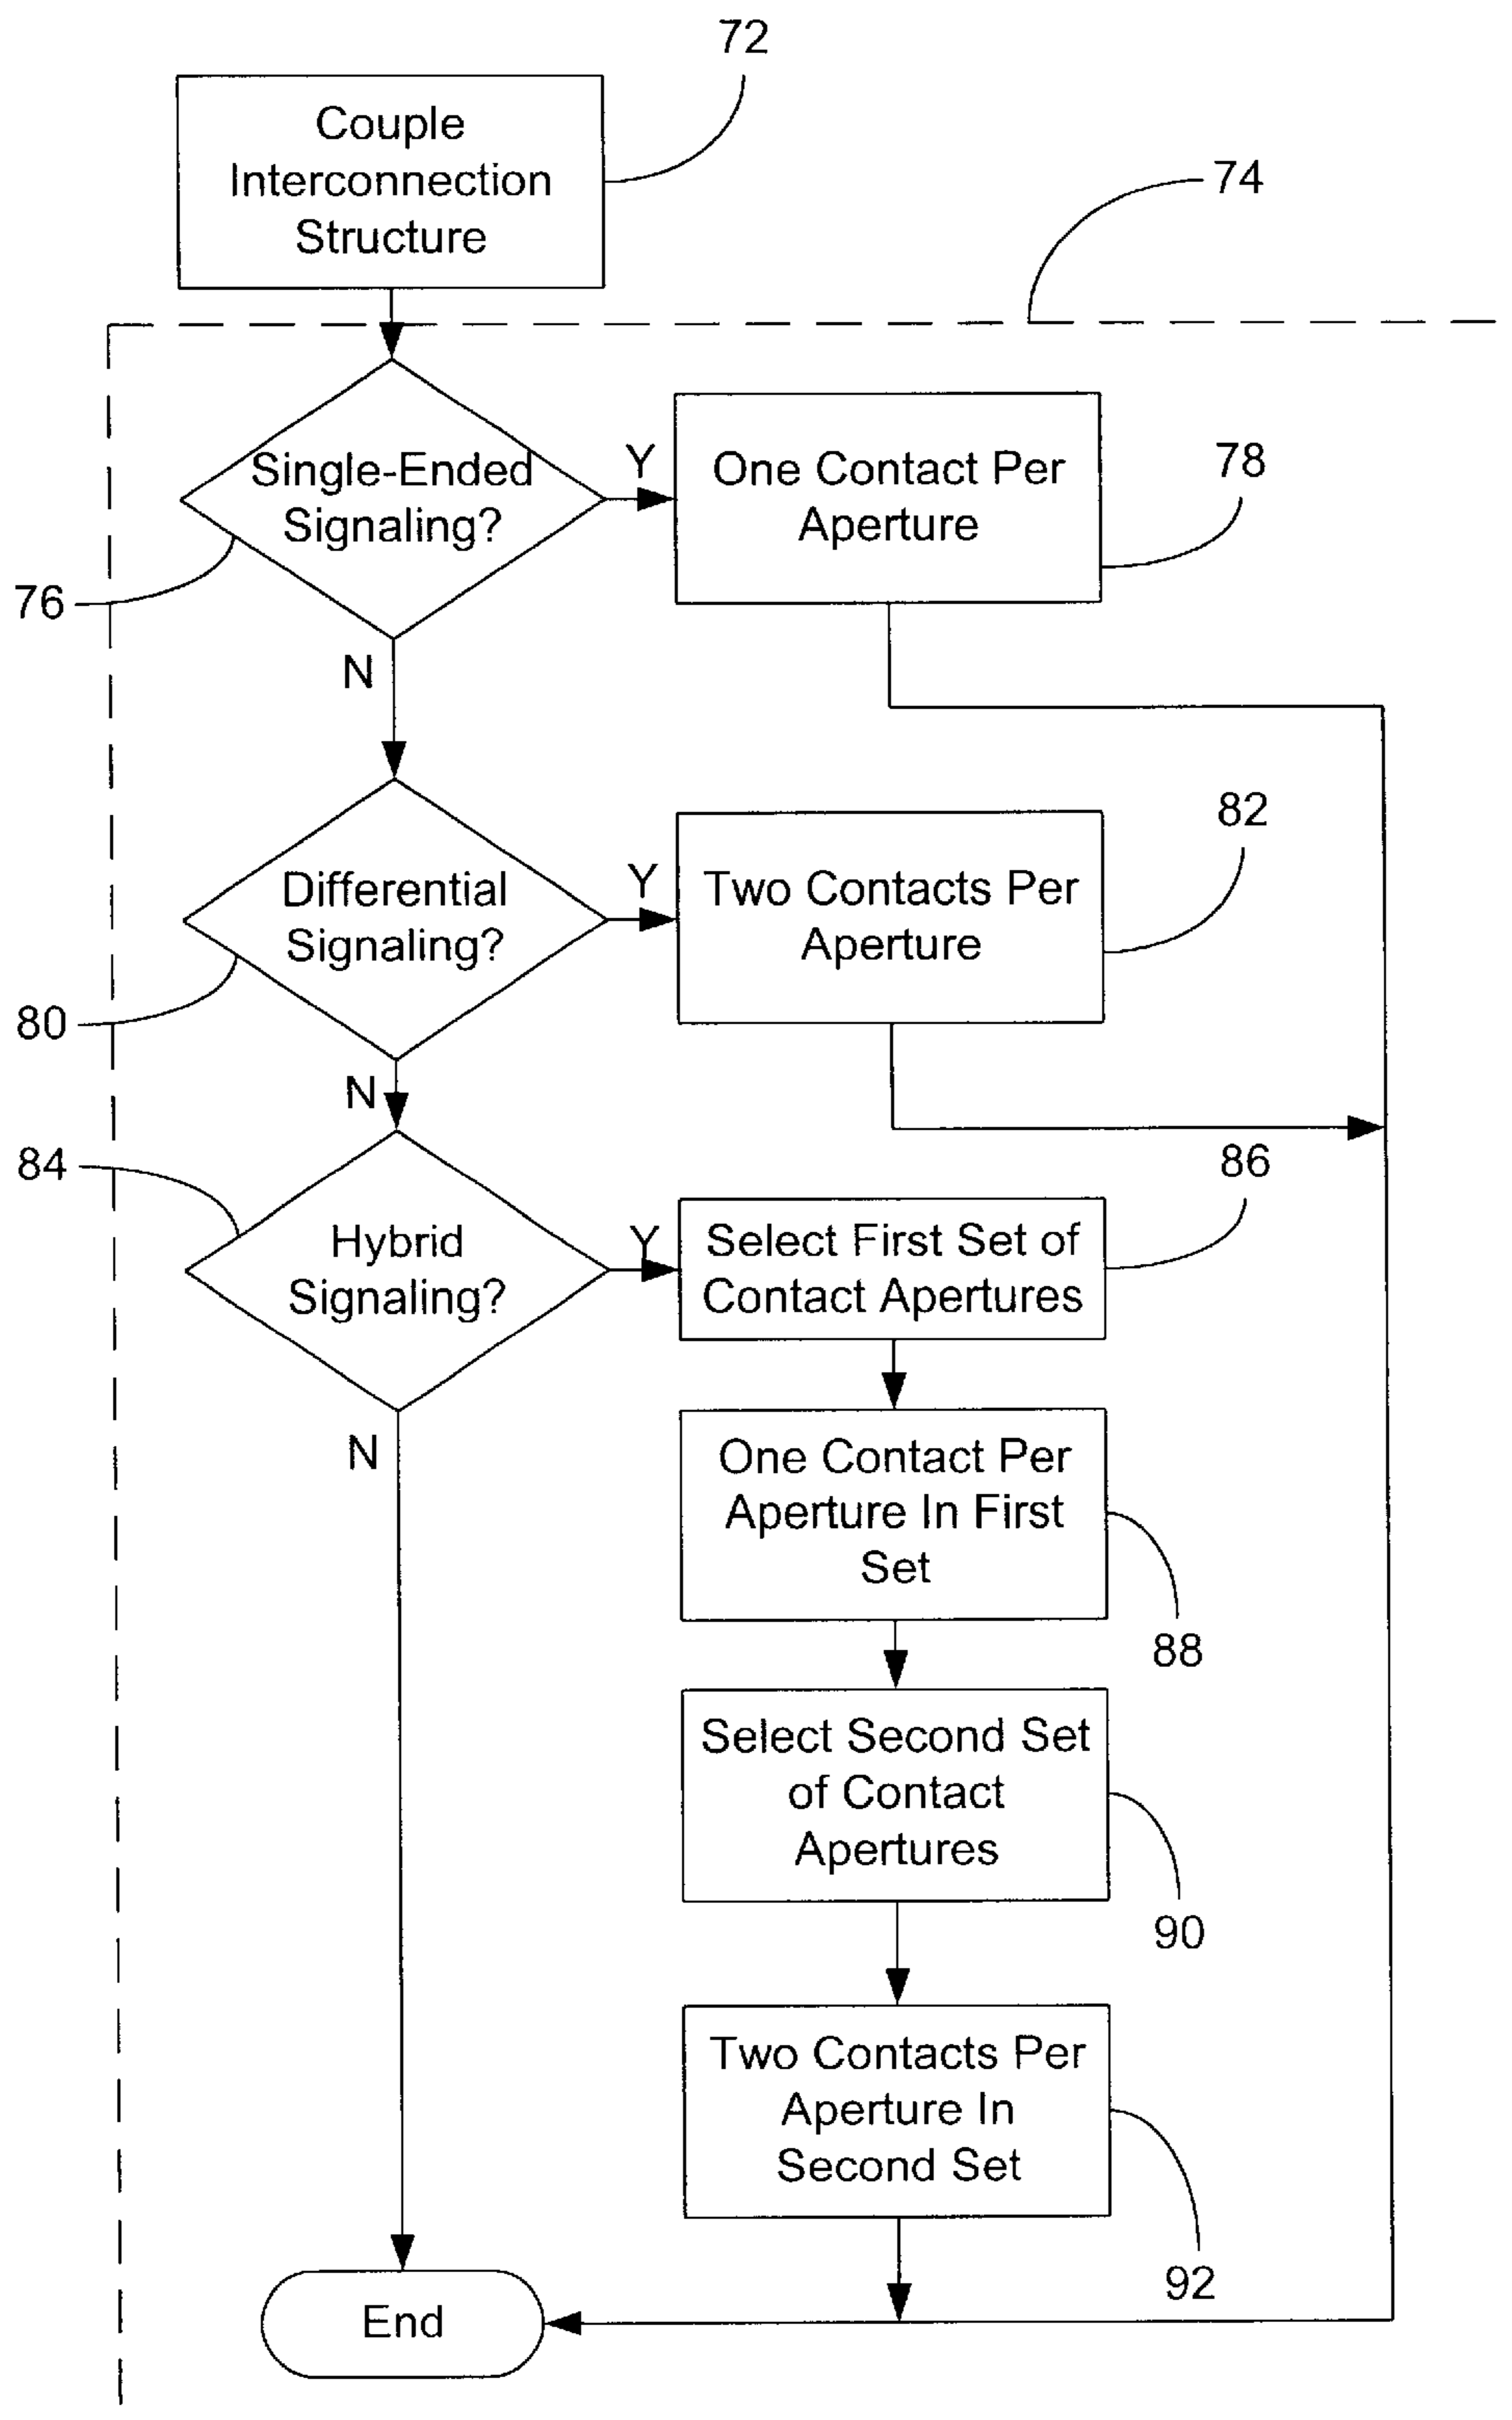 72
Couple
Interconnection
Structure
74
Single-Ended
Signaling?
Y
One Contact Per
Aperture
78
76
N
Differential
Signaling?
Y
Two Contacts Per
Aperture
82
80
N
84
Hybrid
Signaling?
Y
Select First Set of
Contact Apertures
86
N
One Contact Per
Aperture In First
Set
88
Select Second Set
of Contact
Apertures
90
Two Contacts Per
Aperture In
Second Set
92
End